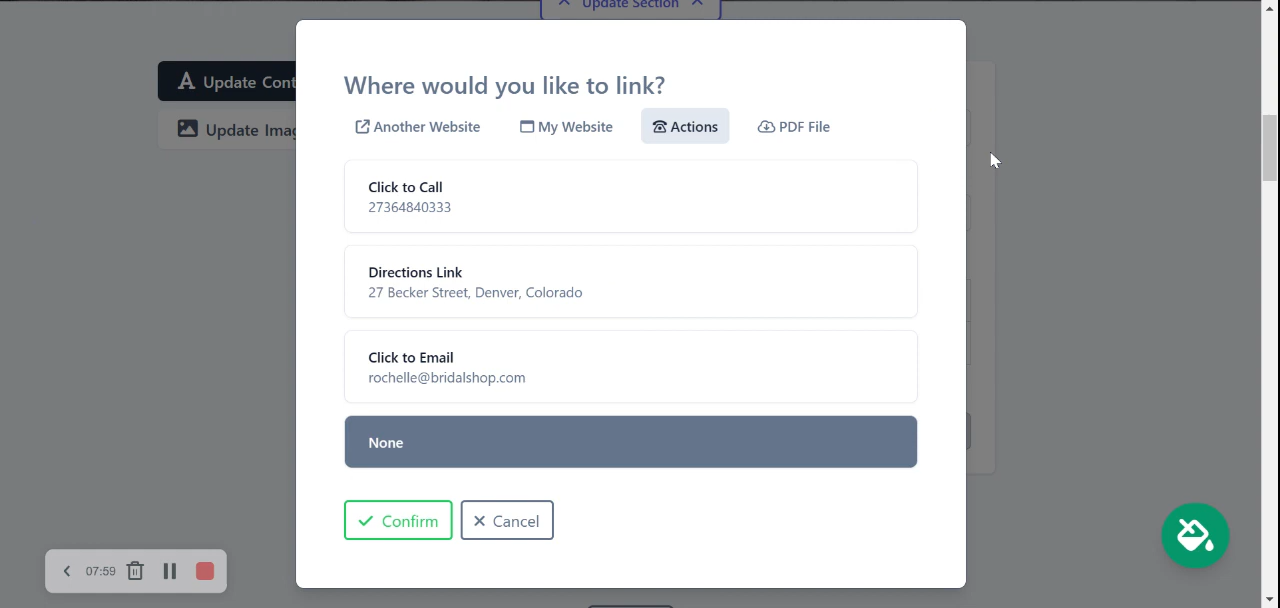 Update Section
Update Cont
Update Imag
Where would you like to link?
Another Website
My Website
Actions
PDF File
Click to Call
27364840333
Directions Link
27 Becker Street, Denver, Colorado
Click to Email
rochelle@bridalshop.com
None
Confirm
Cancel
07:59